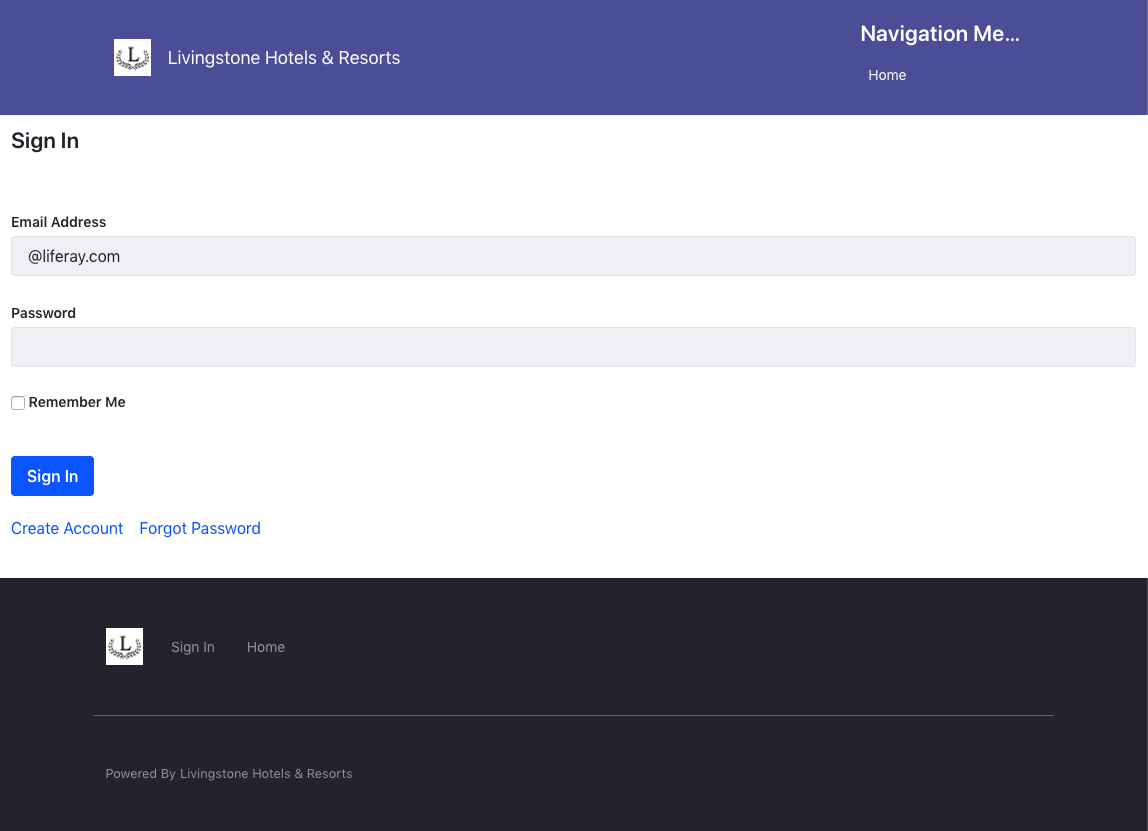 L
Livingstone Hotels & Resorts
Navigation Me...
Home
Sign In
Email Address
@liferay.com
Password
Remember Me
Sign In
Create Account Forgot Password
L
Sign In Home
Powered By Livingstone Hotels & Resorts